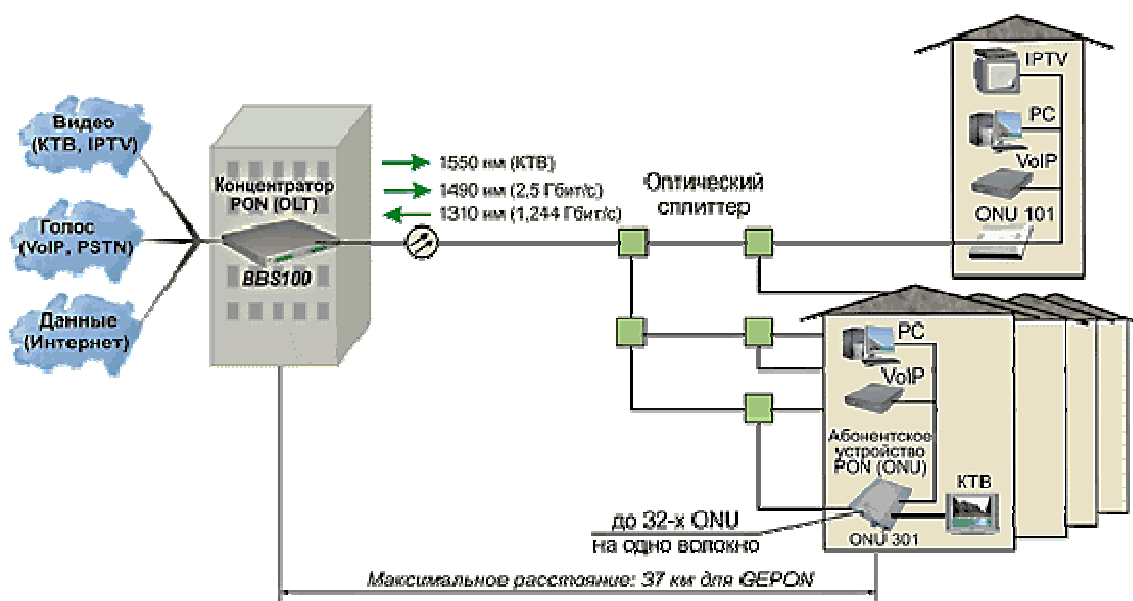 Видео
(КТВ, IPTV)
Голос
(VoIP, PSTN)
Данные
(Интернет)
Концентратор
PON (OLT)
BBS100
1550 нм (КТВ)
1490 нм (2,5 Гбит/с)
1310 нм (1,244 Гбит/с)
Оптический
сплиттер
IPTV
PC
VoIP
ONU 101
PC
VoIP
Абонентское
устройство
PON (ONU)
КТВ
ONU 301
до 32-х ONU
на одно волокно
Максимальное расстояние: 37 км для GEPON